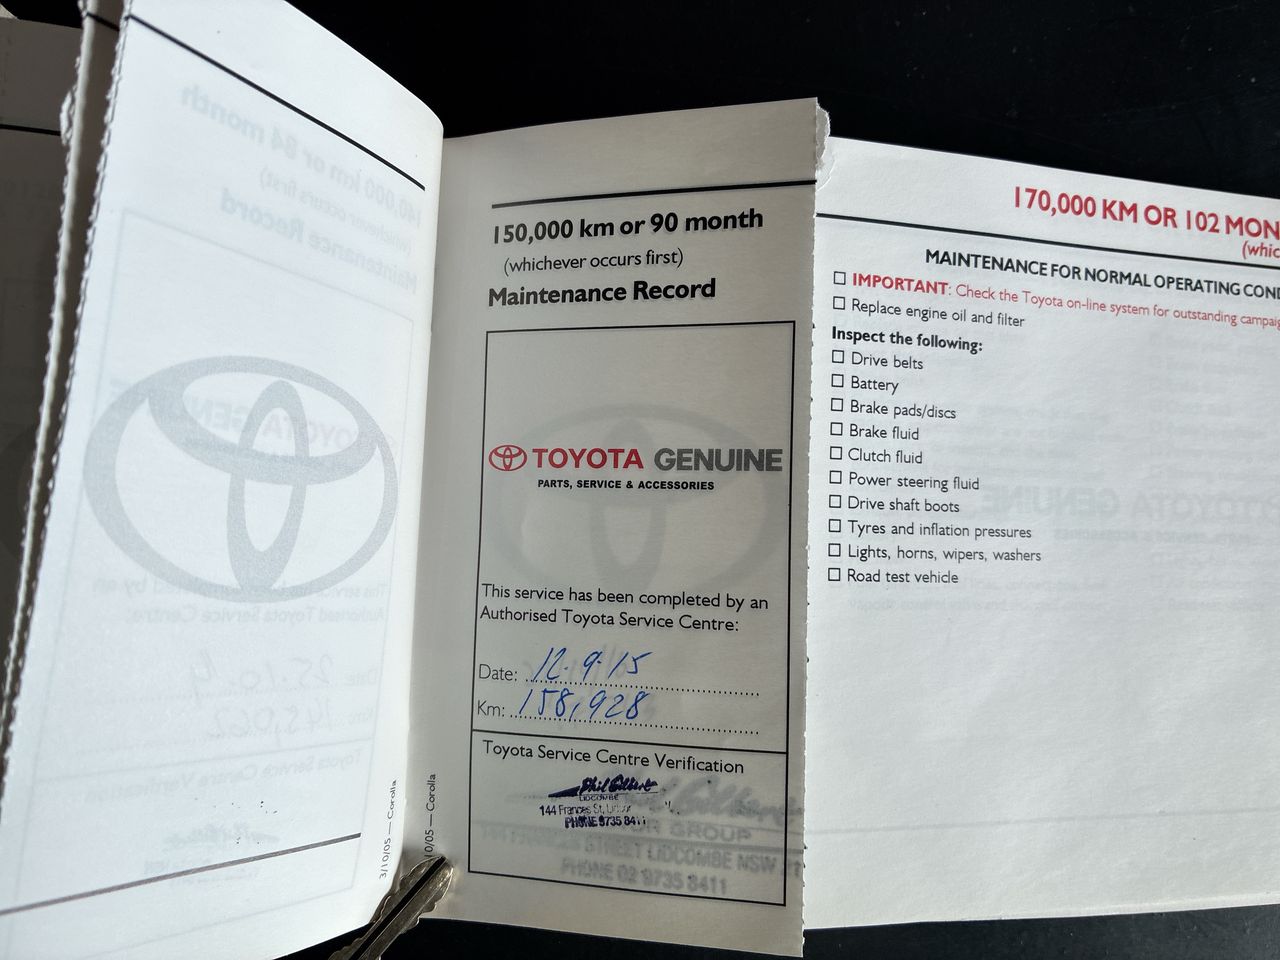 150,000 km or 90 month
(whichever occurs first)
Maintenance Record
TOYOTA GENUINE
PARTS, SERVICE & ACCESSORIES
This service has been completed by an
Authorised Toyota Service Centre:
Date: 12.9.15
Km: 158,928
Toyota Service Centre Verification
Phil Gilbert
LIDCOMBE
144 Frances St,
PHONE 9735 8411
3/10/05 — Corolla
0/05 — Corolla
170,000 KM OR 102 MON
(whic
MAINTENANCE FOR NORMAL OPERATING COND
IMPORTANT: Check the Toyota on-line system for outstanding campaig
Replace engine oil and filter
Inspect the following:
Drive belts
Battery
Brake pads/discs
Brake fluid
Clutch fluid
Power steering fluid
Drive shaft boots
Tyres and inflation pressures
Lights, horns, wipers, washers
Road test vehicle